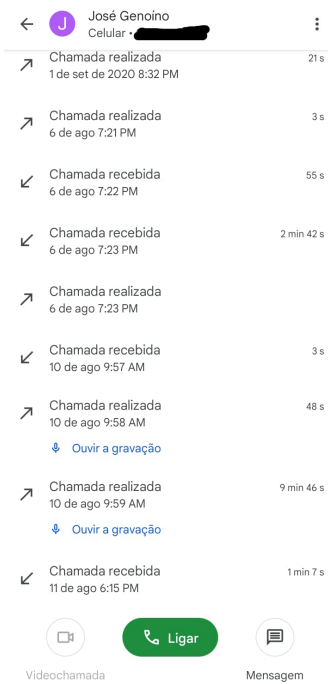 José Genoíno
Celular •
Chamada realizada 21 s
1 de set de 2020 8:32 PM
Chamada realizada 3 s
6 de ago 7:21 PM
Chamada recebida 55 s
6 de ago 7:22 PM
Chamada recebida 2 min 42 s
6 de ago 7:23 PM
Chamada realizada
6 de ago 7:23 PM
Chamada recebida 3 s
10 de ago 9:57 AM
Chamada realizada 48 s
10 de ago 9:58 AM
Ouvir a gravação
Chamada realizada 9 min 46 s
10 de ago 9:59 AM
Ouvir a gravação
Chamada recebida 1 min 7 s
11 de ago 6:15 PM
Ligar
Videochamada Mensagem